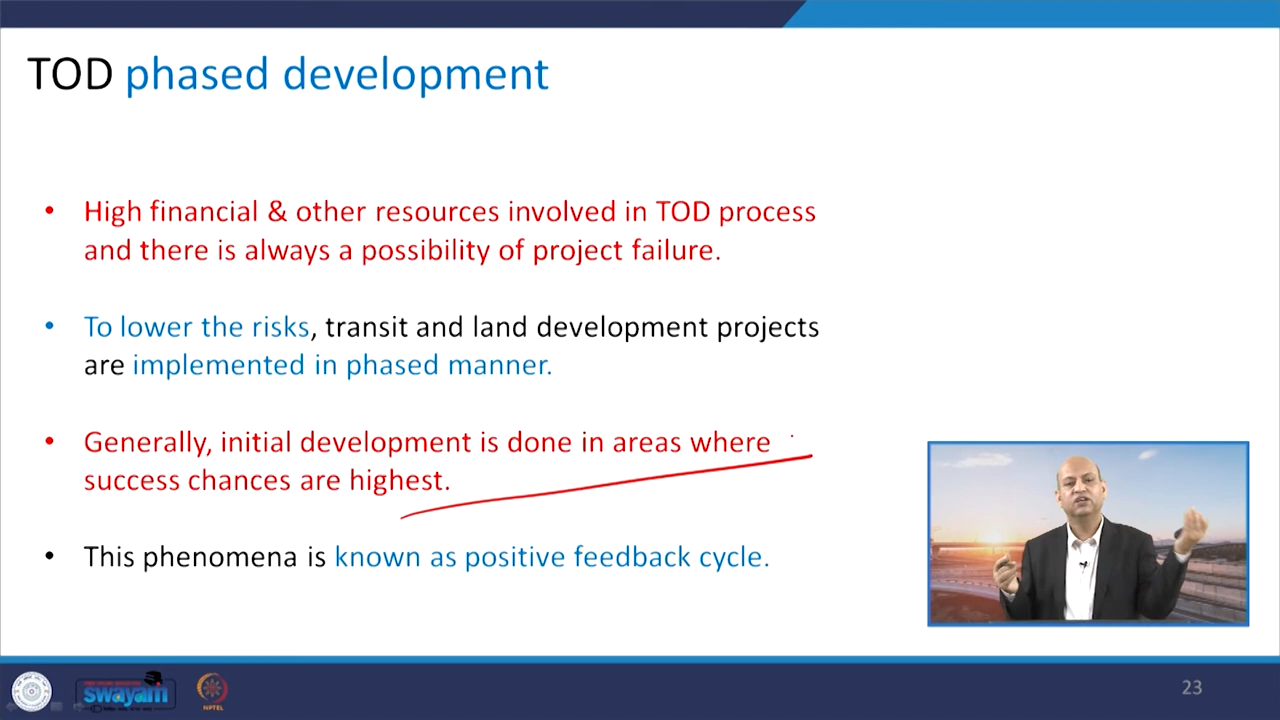 TOD phased development
• High financial & other resources involved in TOD process
and there is always a possibility of project failure.
• To lower the risks, transit and land development projects
are implemented in phased manner.
• Generally, initial development is done in areas where
success chances are highest.
• This phenomena is known as positive feedback cycle.
swayam
NPTEL
23